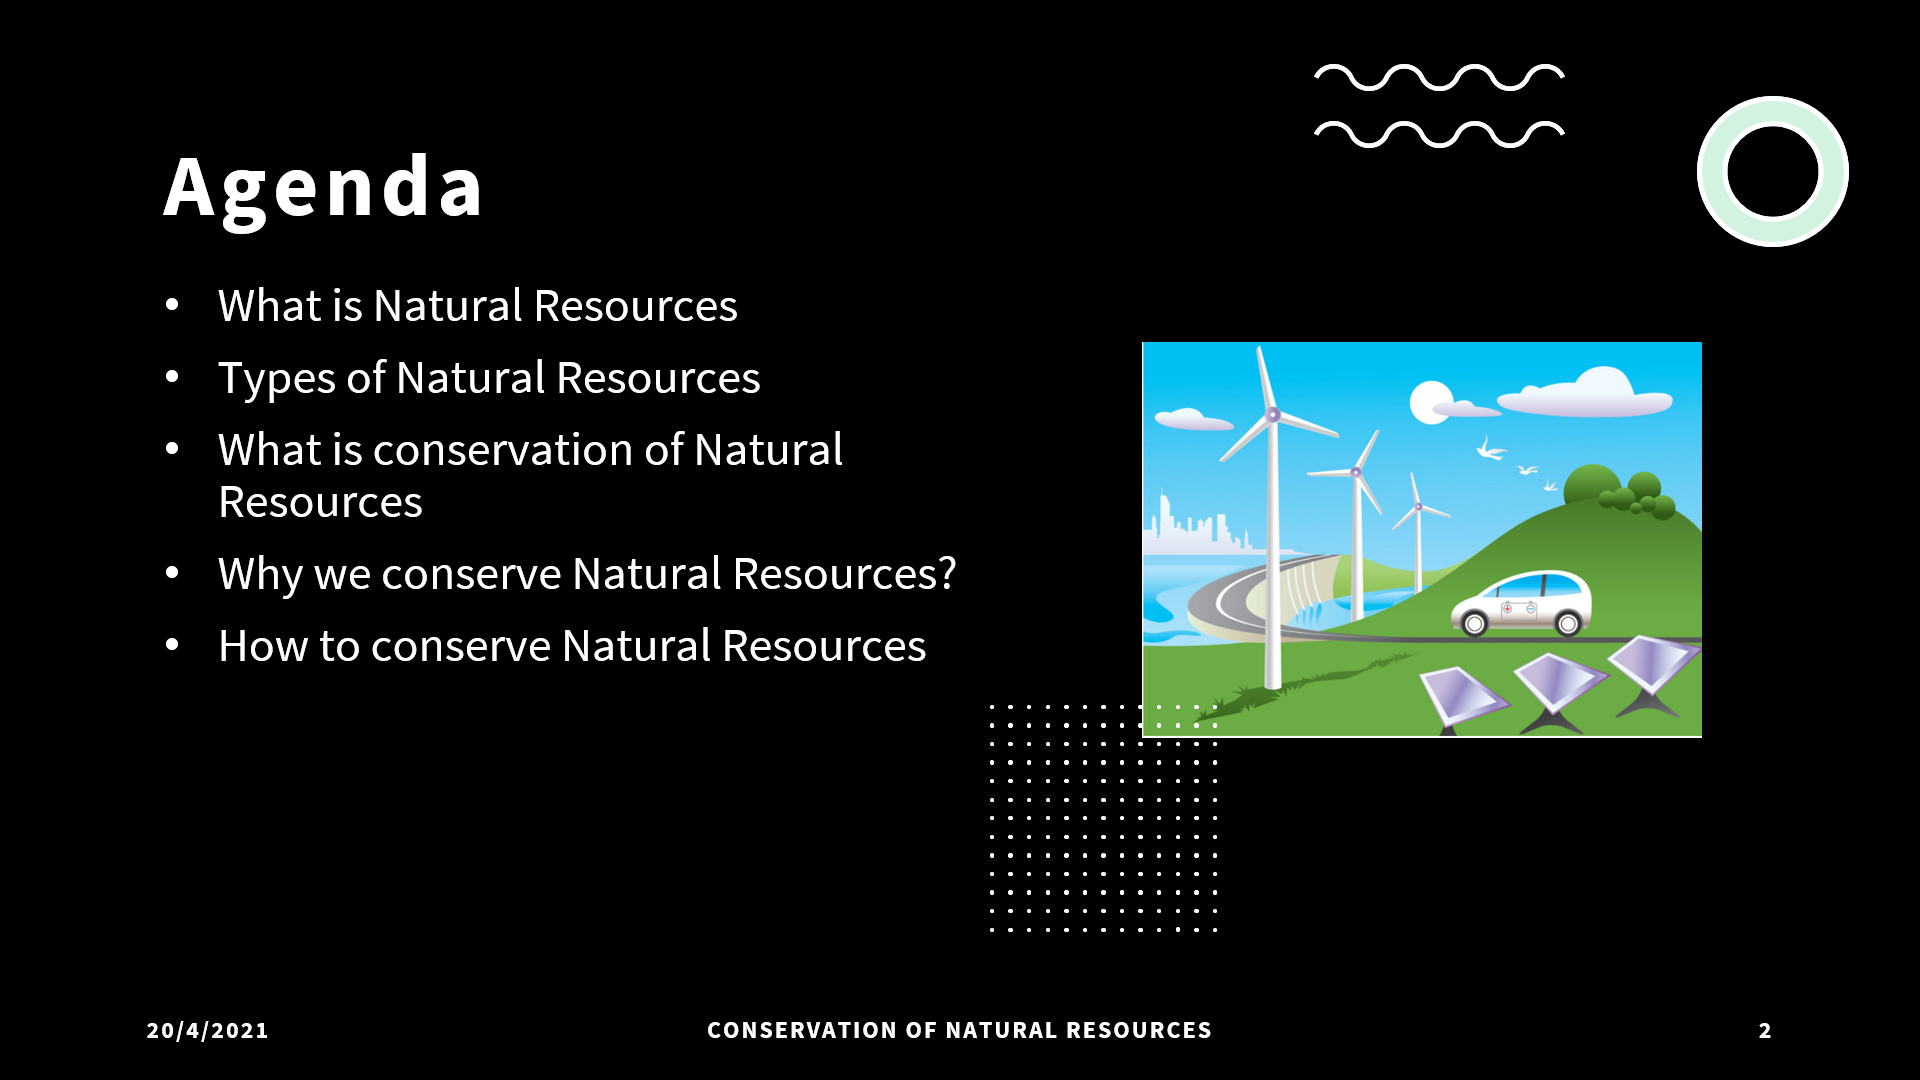 Agenda
• What is Natural Resources
• Types of Natural Resources
• What is conservation of Natural
Resources
• Why we conserve Natural Resources?
• How to conserve Natural Resources
20/4/2021
CONSERVATION OF NATURAL RESOURCES
2